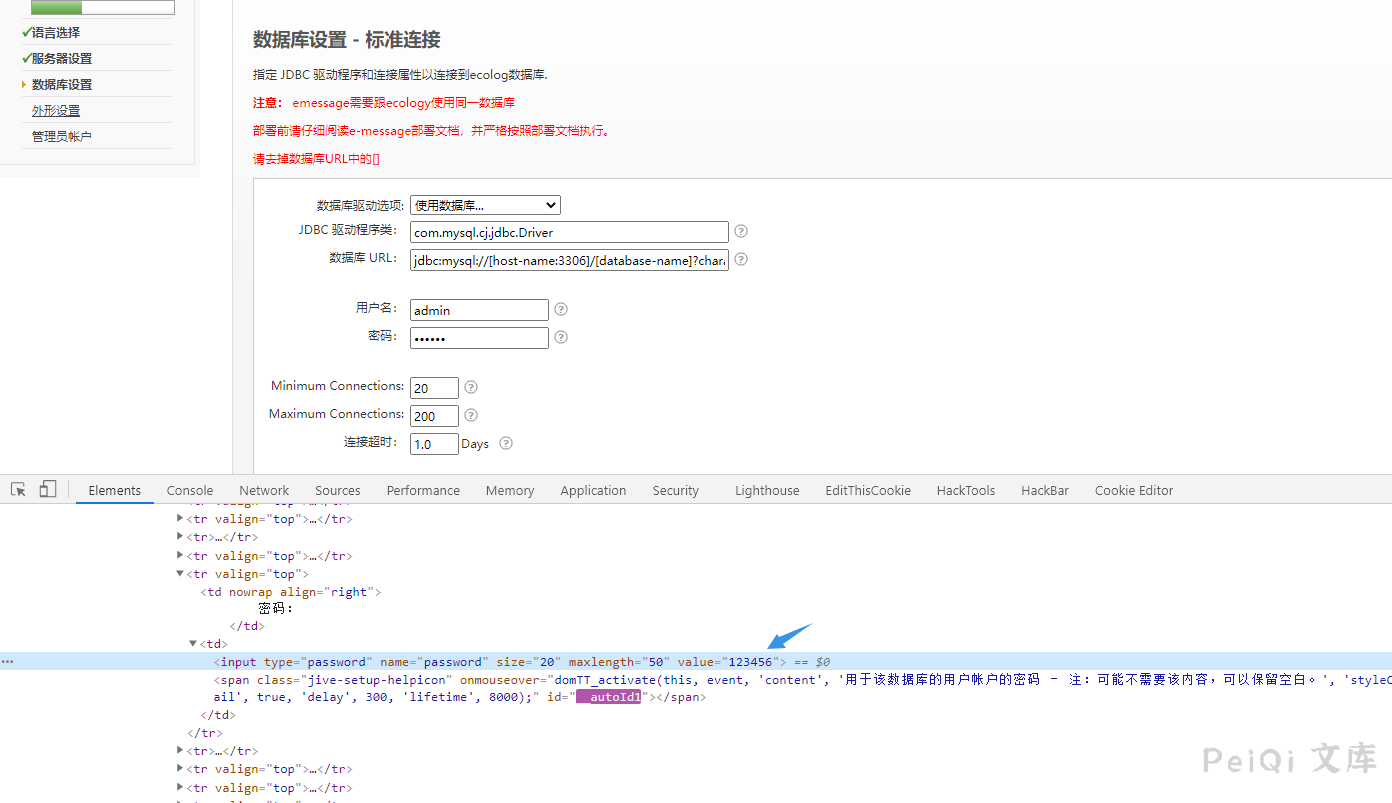 ✓语言选择
✓服务器设置
数据库设置
外形设置
管理员帐户
数据库设置 - 标准连接
指定 JDBC 驱动程序和连接属性以连接到ecolog数据库.
注意： emessage需要跟ecology使用同一数据库
部署前请仔细阅读e-message部署文档，并严格按照部署文档执行。
请去掉数据库URL中的[]
数据库驱动选项: 使用数据库...
JDBC 驱动程序类： com.mysql.cj.jdbc.Driver
数据库 URL： jdbc:mysql://[host-name:3306]/[database-name]?chara
用户名： admin
密码： ••••••
Minimum Connections: 20
Maximum Connections: 200
连接超时： 1.0 Days
Elements Console Network Sources Performance Memory Application Security Lighthouse EditThisCookie HackTools HackBar Cookie Editor
<tr valign="top">…</tr>
<tr>…</tr>
<tr valign="top">…</tr>
<tr valign="top">
<td nowrap align="right">
密码：
</td>
<td>
<input type="password" name="password" size="20" maxlength="50" value="123456"> == $0
<span class="jive-setup-helpicon" onmouseover="domTT_activate(this, event, 'content', '用于该数据库的用户帐户的密码 - 注：可能不需要该内容，可以保留空白。', 'styleC
ail', true, 'delay', 300, 'lifetime', 8000);" id="__autoId1"></span>
</td>
</tr>
<tr>…</tr>
<tr valign="top">…</tr>
<tr valign="top">…</tr>
PeiQi 文库